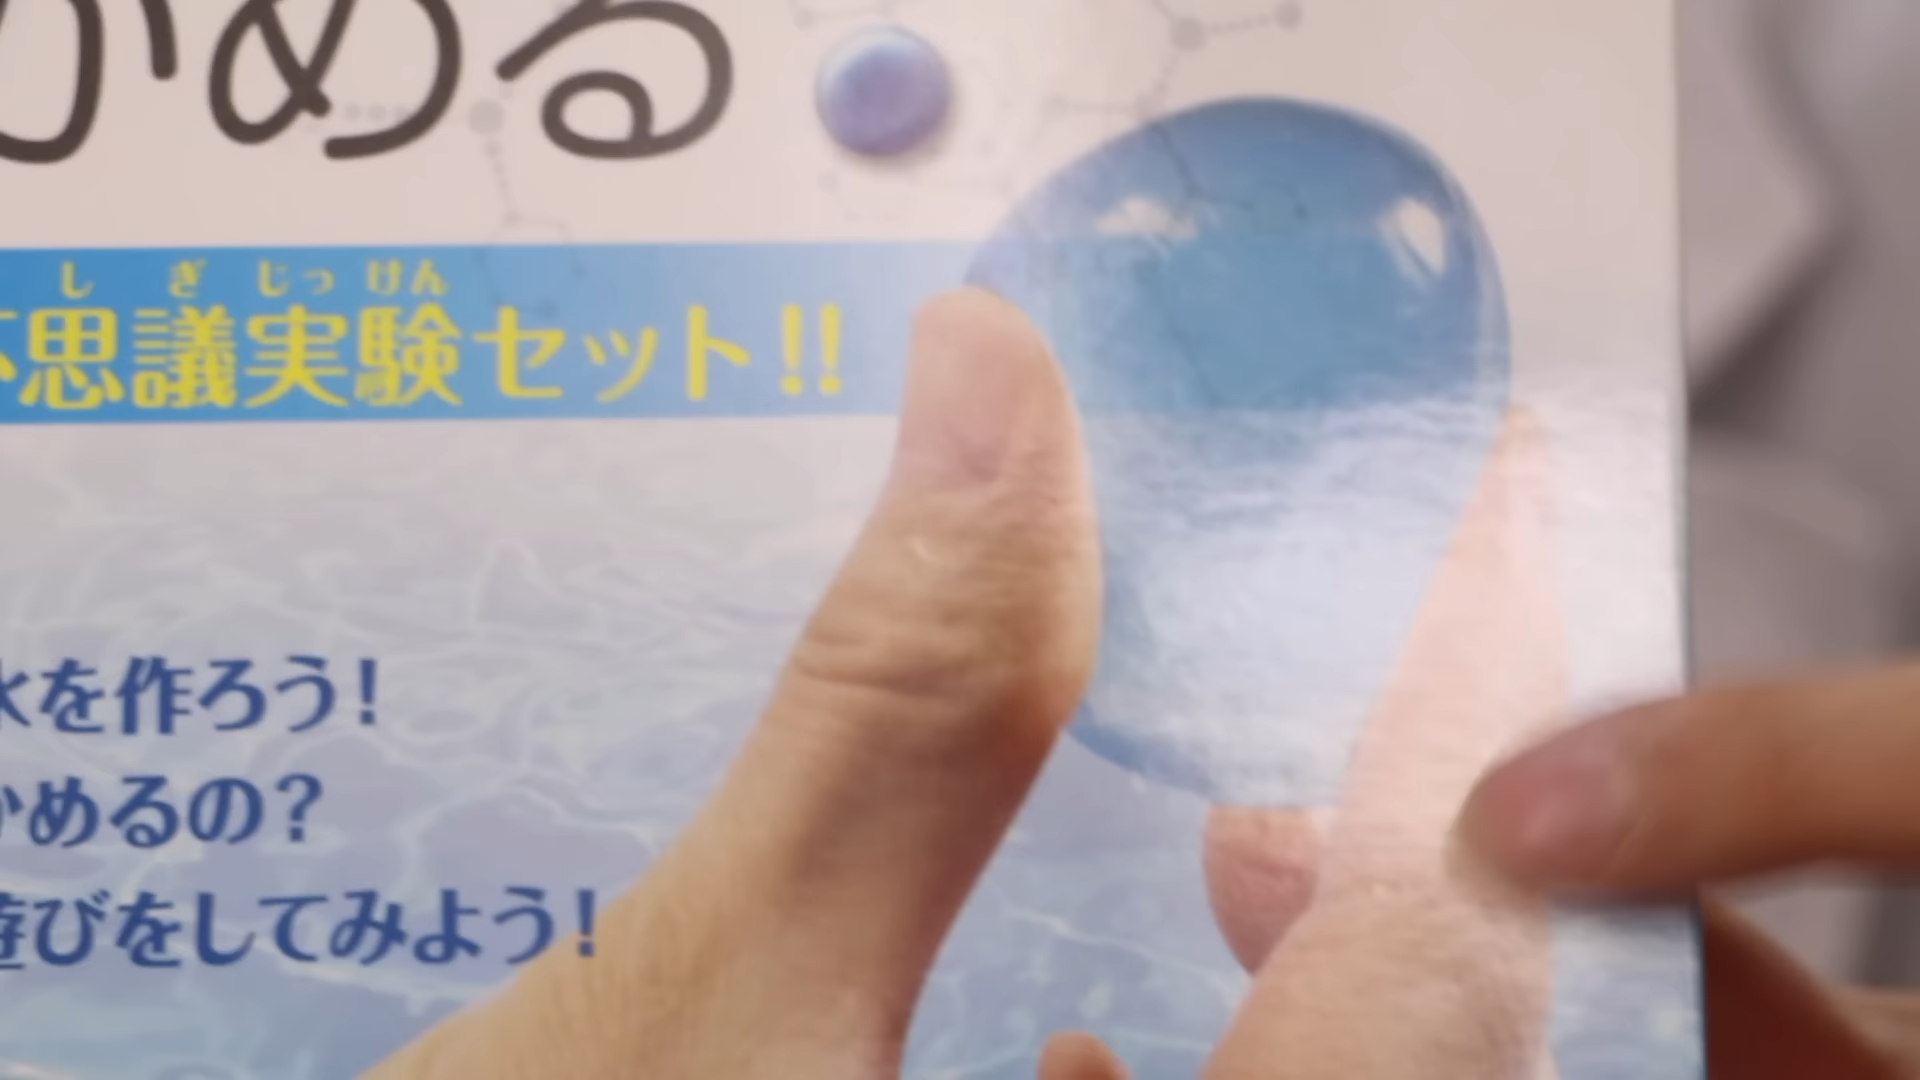 かめる
しぎじっけん
不思議実験セット!!
水を作ろう!
かめるの?
遊びをしてみよう!